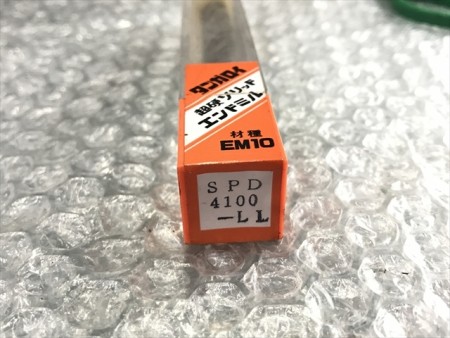 タンガロイ
超硬ソリッド
エンドミル
材種
EM10
SPD
4100
-LL